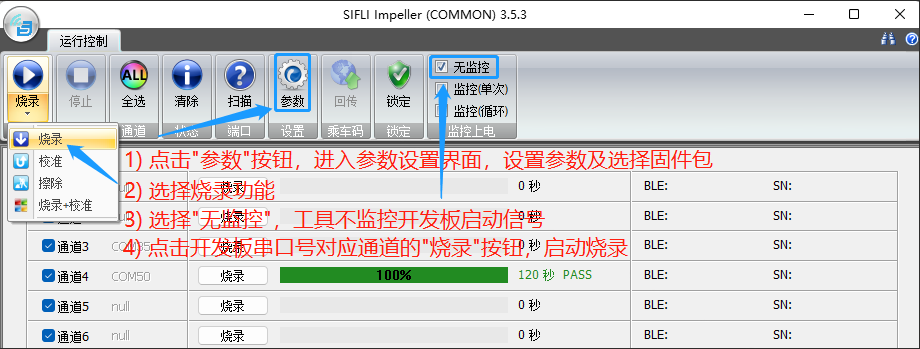 SIFLI Impeller (COMMON) 3.5.3
运行控制
烧录
停止
全选
清除
扫描
参数
回传
锁定
无监控
监控(单次)
监控(循环)
通道
状态
端口
设置
乘车码
锁定
监控上电
烧录
校准
擦除
烧录+校准
1) 点击"参数"按钮，进入参数设置界面，设置参数及选择固件包
2) 选择烧录功能
3) 选择"无监控"，工具不监控开发板启动信号
4) 点击开发板串口号对应通道的"烧录"按钮，启动烧录
烧录 0 秒 BLE: SN:
0 秒 BLE: SN:
通道3 COM35 烧录 0 秒 BLE: SN:
通道4 COM50 烧录 100% 120 秒 PASS BLE: SN:
通道5 null 烧录 0 秒 BLE: SN:
通道6 null 烧录 0 秒 BLE: SN: